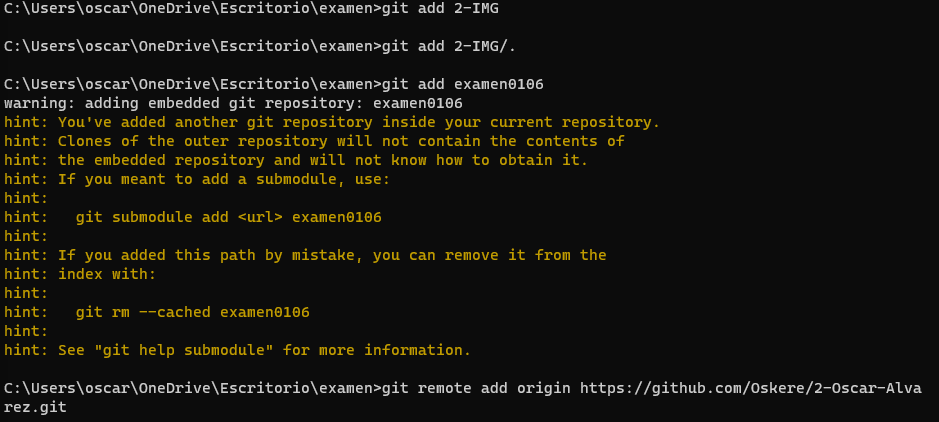 C:\Users\oscar\OneDrive\Escritorio\examen>git add 2-IMG
C:\Users\oscar\OneDrive\Escritorio\examen>git add 2-IMG/.
C:\Users\oscar\OneDrive\Escritorio\examen>git add examen0106
warning: adding embedded git repository: examen0106
hint: You've added another git repository inside your current repository.
hint: Clones of the outer repository will not contain the contents of
hint: the embedded repository and will not know how to obtain it.
hint: If you meant to add a submodule, use:
hint:
hint:   git submodule add <url> examen0106
hint:
hint: If you added this path by mistake, you can remove it from the
hint: index with:
hint:
hint:   git rm --cached examen0106
hint:
hint: See "git help submodule" for more information.
C:\Users\oscar\OneDrive\Escritorio\examen>git remote add origin https://github.com/Oskere/2-Oscar-Alva
rez.git